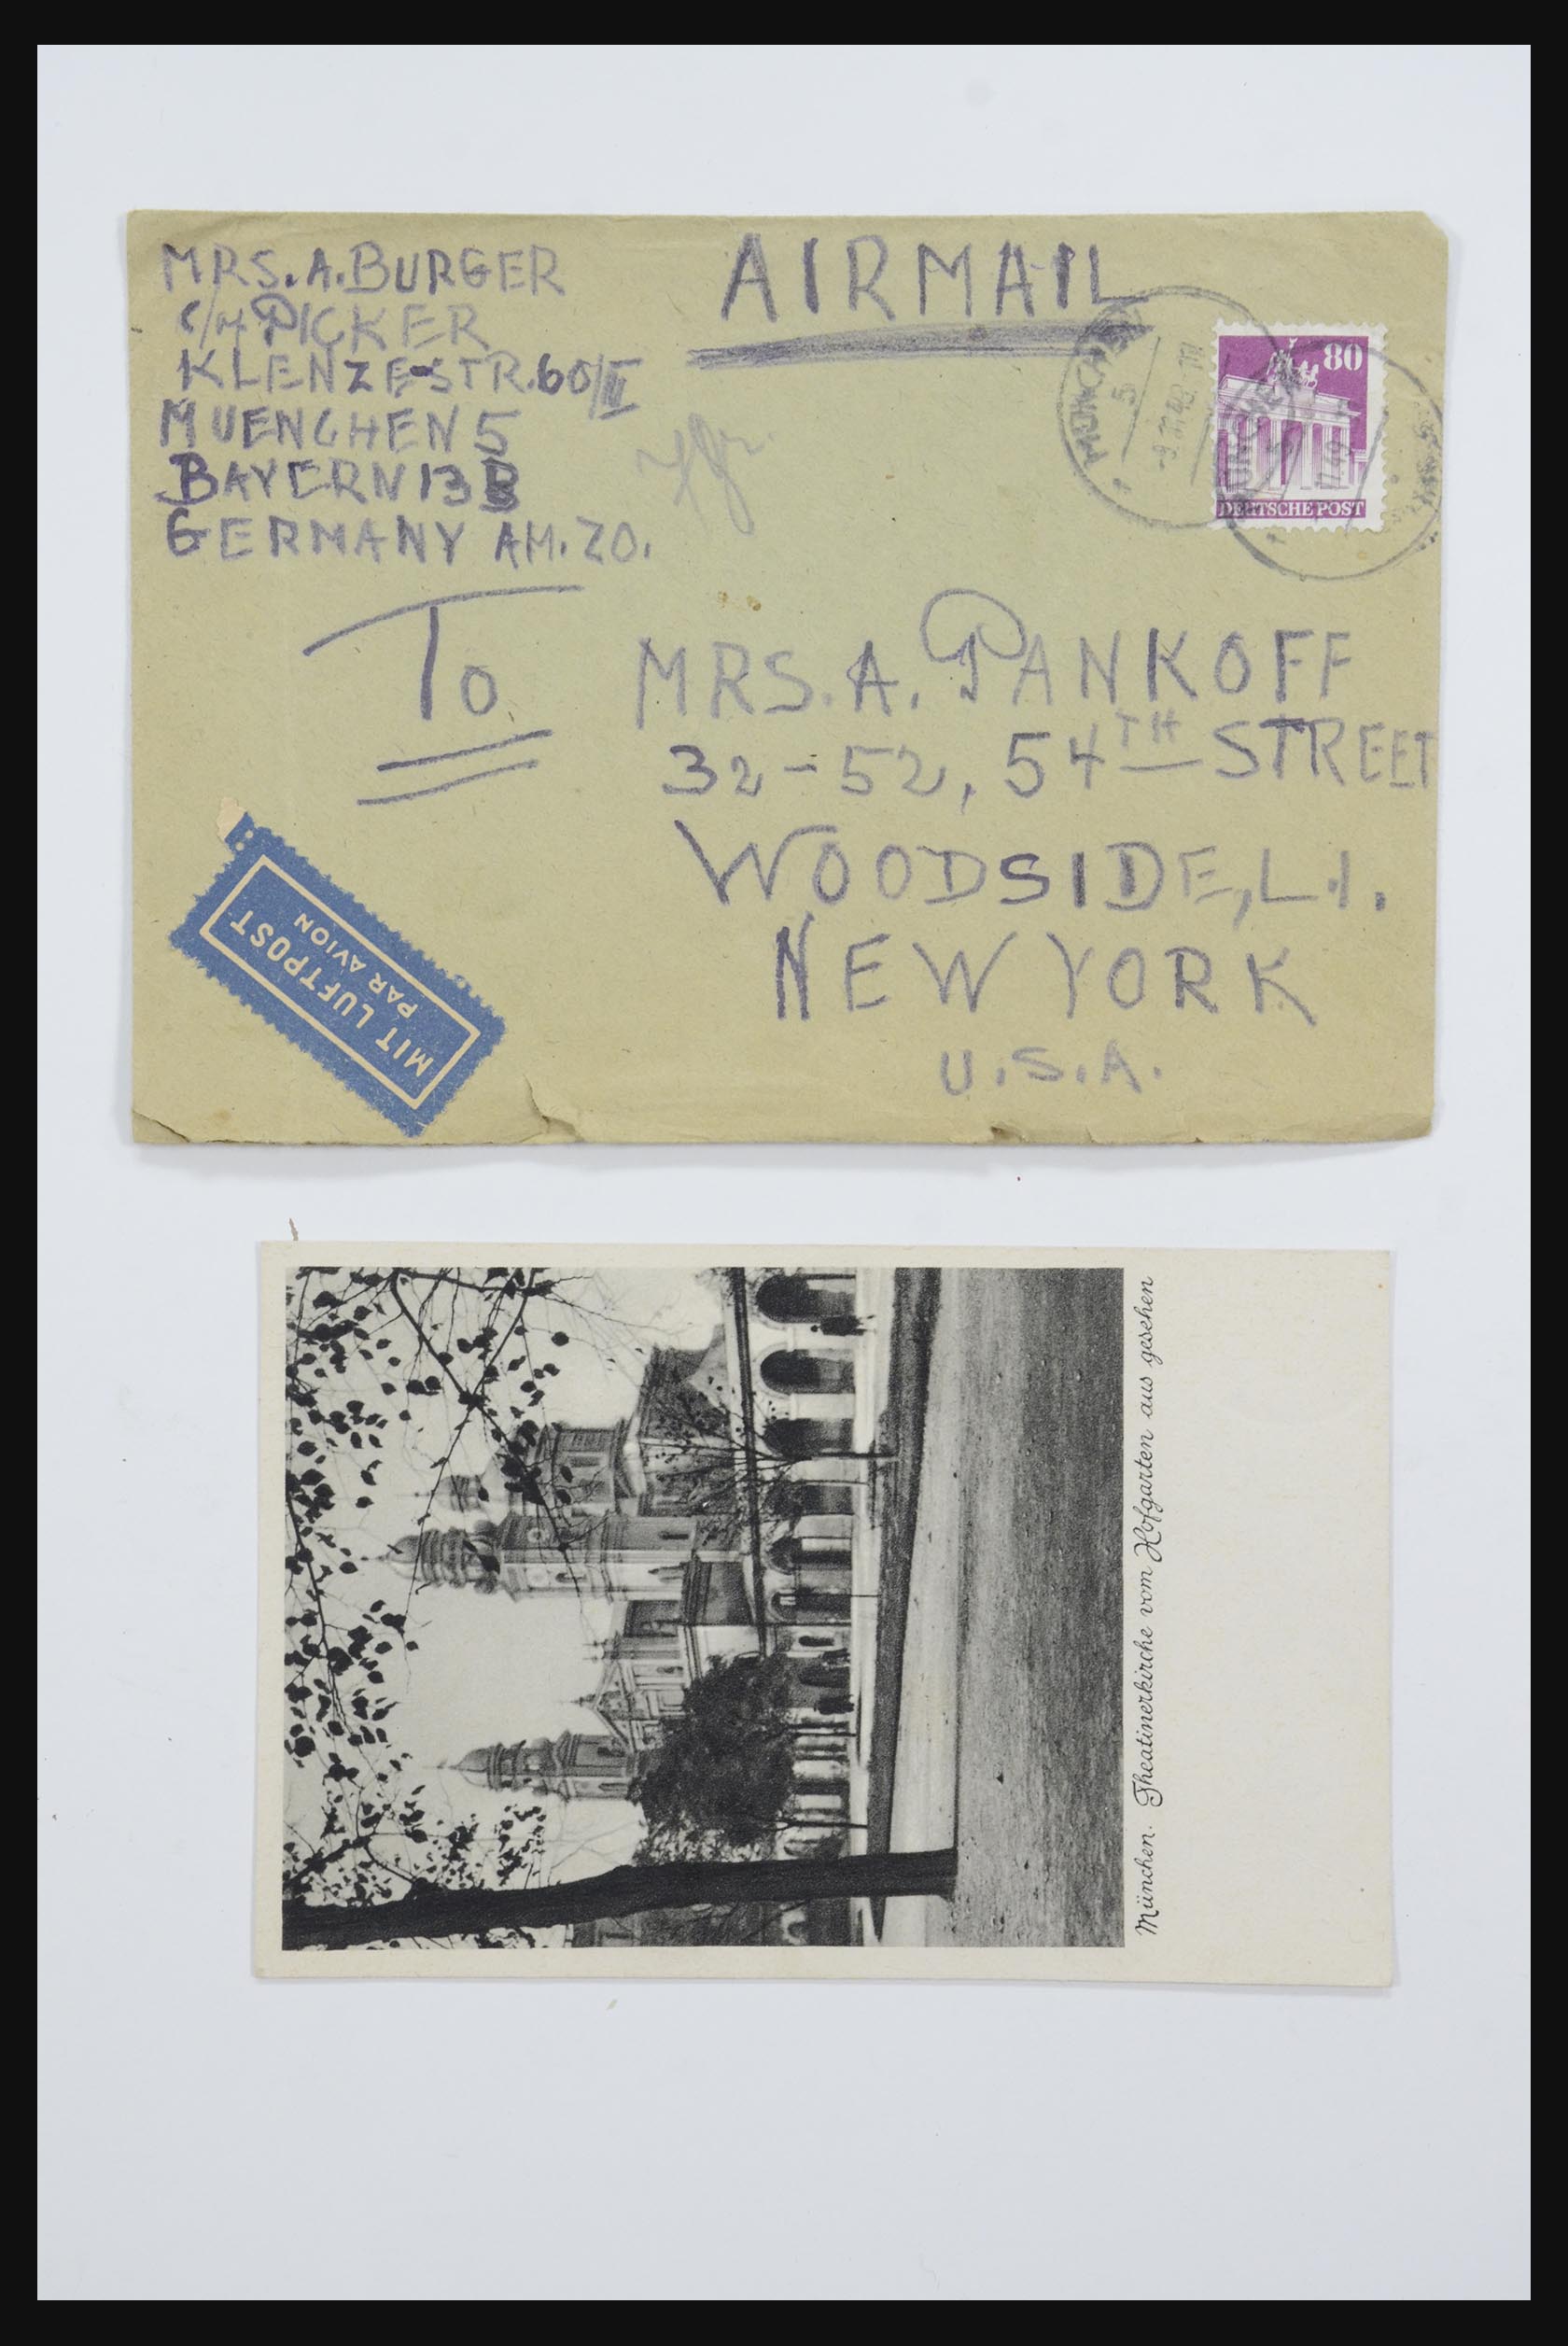 MRS. A. BURGER
PICKER
KLENZE-STR. 60/II
MUENCHEN 5
BAYERN 13 B
GERMANY AM. ZO.
AIRMAIL
MÜNCHEN
5
80
DEUTSCHE POST
To
MRS. A. PANKOFF
32-52, 54TH STREET
WOODSIDE, L.I.
NEW YORK
U.S.A.
MIT LUFTPOST
PAR AVION
München. Theatinerkirche vom Hofgarten aus gesehen